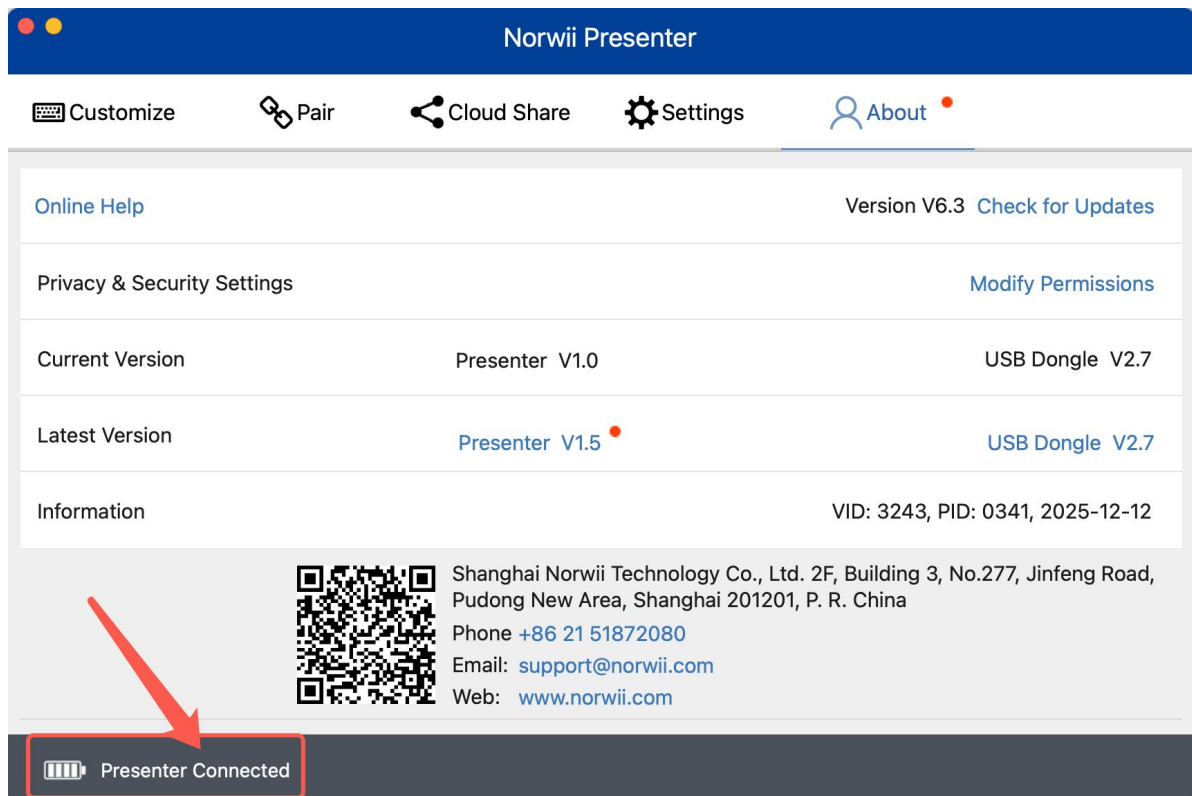 Norwii Presenter
Customize Pair Cloud Share Settings About
Online Help Version V6.3 Check for Updates
Privacy & Security Settings Modify Permissions
Current Version Presenter V1.0 USB Dongle V2.7
Latest Version Presenter V1.5 USB Dongle V2.7
Information VID: 3243, PID: 0341, 2025-12-12
Shanghai Norwii Technology Co., Ltd. 2F, Building 3, No.277, Jinfeng Road,
Pudong New Area, Shanghai 201201, P. R. China
Phone +86 21 51872080
Email: support@norwii.com
Web: www.norwii.com
Presenter Connected